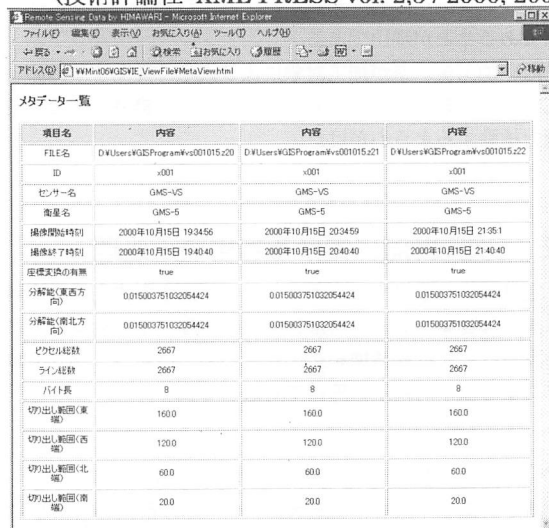 (技術評論社 XML PRESS vol. 2,3 / 2000, 200
Remote Sensing Data by HIMAWARI - Microsoft Internet Explorer
ファイル(F) 編集(E) 表示(V) お気に入り(A) ツール(T) ヘルプ(H)
戻る 検索 お気に入り 履歴
アドレス(D) ¥¥Mint06¥GIS¥IE_ViewFile¥MetaView.html 移動
メタデーター一覧
項目名 内容 内容 内容
FILE名 D:¥Users¥GISProgram¥vs001015.z20 D:¥Users¥GISProgram¥vs001015.z21 D:¥Users¥GISProgram¥vs001015.z22
ID x001 x001 x001
センサー名 GMS-VS GMS-VS GMS-VS
衛星名 GMS-5 GMS-5 GMS-5
撮像開始時刻 2000年10月15日 19:34:56 2000年10月15日 20:34:59 2000年10月15日 21:35:1
撮像終了時刻 2000年10月15日 19:40:40 2000年10月15日 20:40:40 2000年10月15日 21:40:40
座標変換の有無 true true true
分解能(東西方向) 0.015003751032054424 0.015003751032054424 0.015003751032054424
分解能(南北方向) 0.015003751032054424 0.015003751032054424 0.015003751032054424
ピクセル総数 2667 2667 2667
ライン総数 2667 2667 2667
バイト長 8 8 8
切り出し範囲(東端) 160.0 160.0 160.0
切り出し範囲(西端) 120.0 120.0 120.0
切り出し範囲(北端) 60.0 60.0 60.0
切り出し範囲(南端) 20.0 20.0 20.0